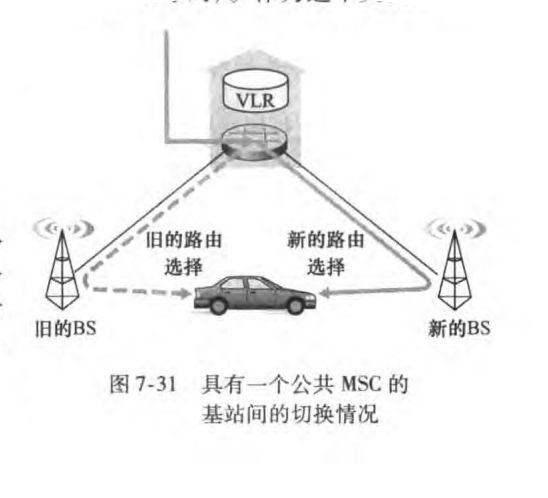 VLR
旧的路由
选择
新的路由
选择
旧的BS
新的BS
图 7-31 具有一个公共 MSC 的
基站间的切换情况